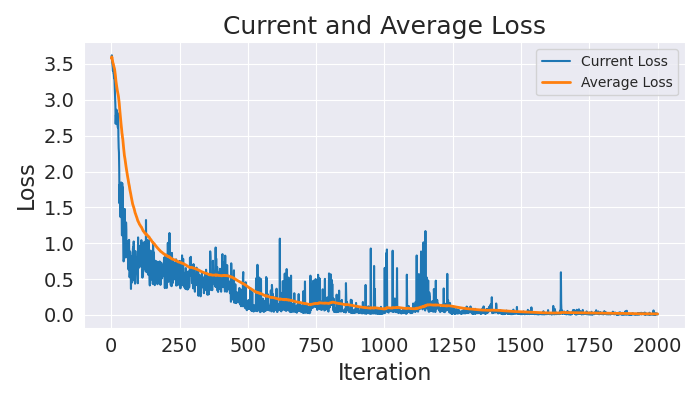 Current and Average Loss
Current Loss
Average Loss
3.5
3.0
2.5
2.0
1.5
1.0
0.5
0.0
Loss
0 250 500 750 1000 1250 1500 1750 2000
Iteration